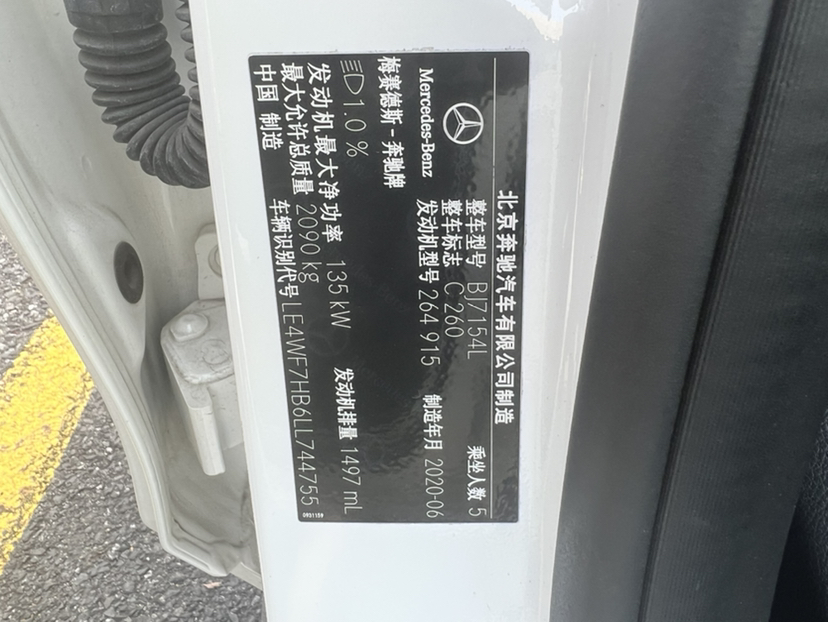 北京奔驰汽车有限公司制造
Mercedes-Benz
梅赛德斯-奔驰牌
整车型号 BJ7154L 乘坐人数 5
整车标志 C 260
发动机型号 264 915 制造年月 2020-06
1.0 %
发动机最大净功率 135 kW 发动机排量 1497 mL
最大允许总质量 2090 kg
中国 制造 车辆识别代号 LE4WF7HB6LL744755
0931159